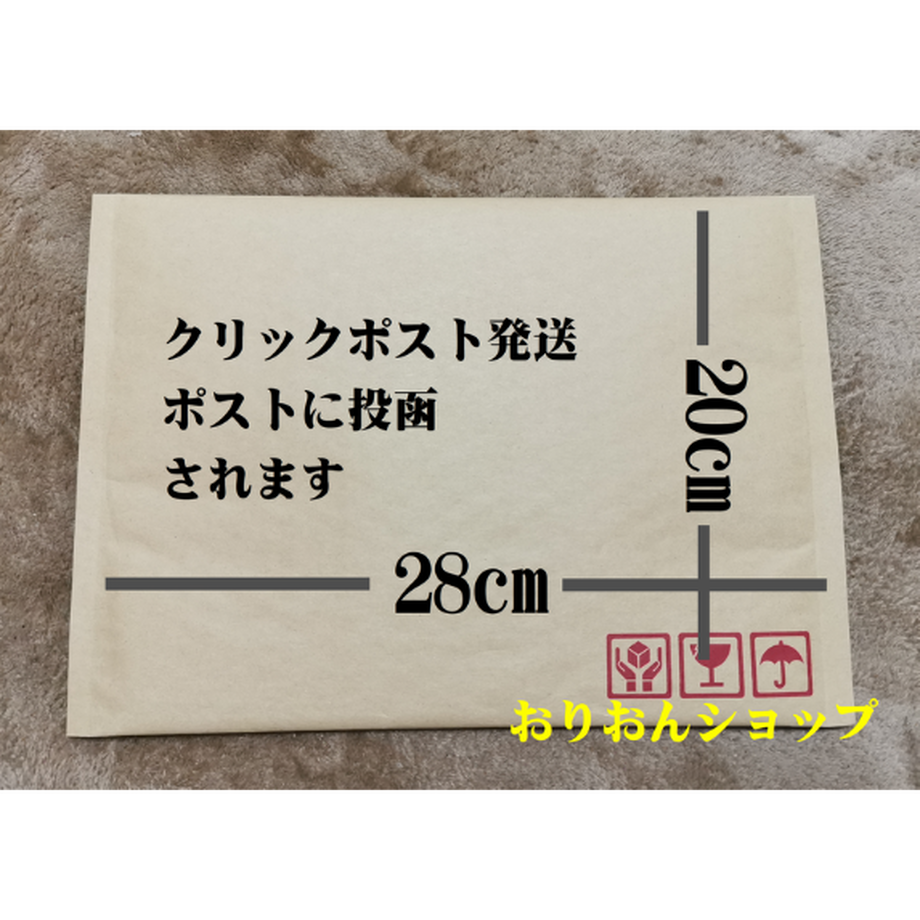 クリックポスト発送
ポストに投函
されます
20cm
28cm
おりおんショップ